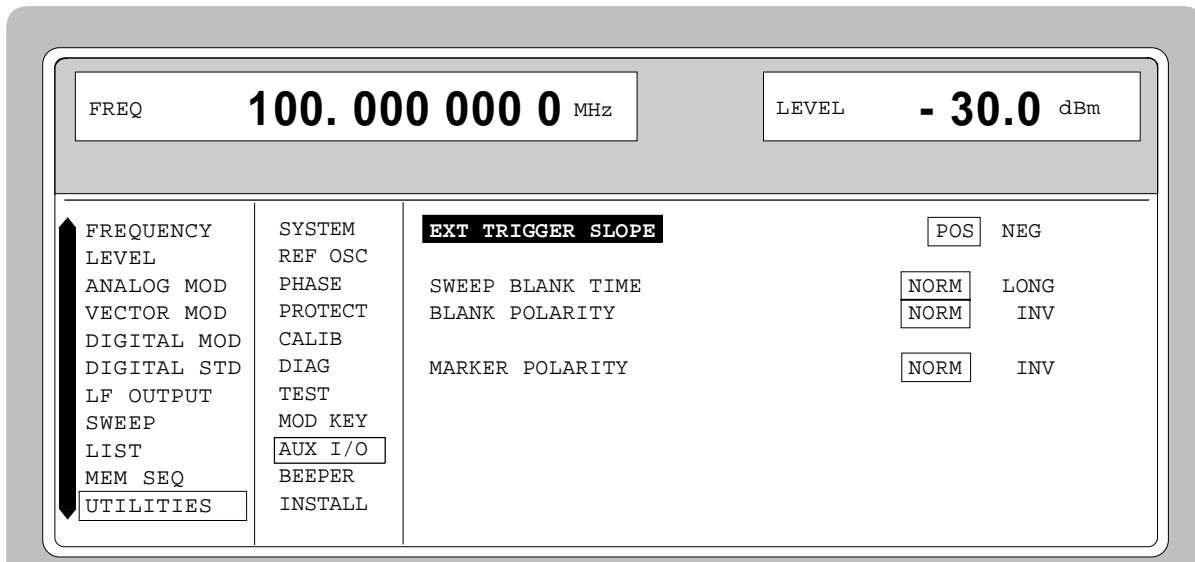 FREQ 100. 000 000 0 MHz LEVEL - 30.0 dBm
FREQUENCY SYSTEM EXT TRIGGER SLOPE POS NEG
LEVEL REF OSC
ANALOG MOD PHASE SWEEP BLANK TIME NORM LONG
VECTOR MOD PROTECT BLANK POLARITY NORM INV
DIGITAL MOD CALIB
DIGITAL STD DIAG MARKER POLARITY NORM INV
LF OUTPUT TEST
SWEEP MOD KEY
LIST AUX I/O
MEM SEQ BEEPER
UTILITIES INSTALL